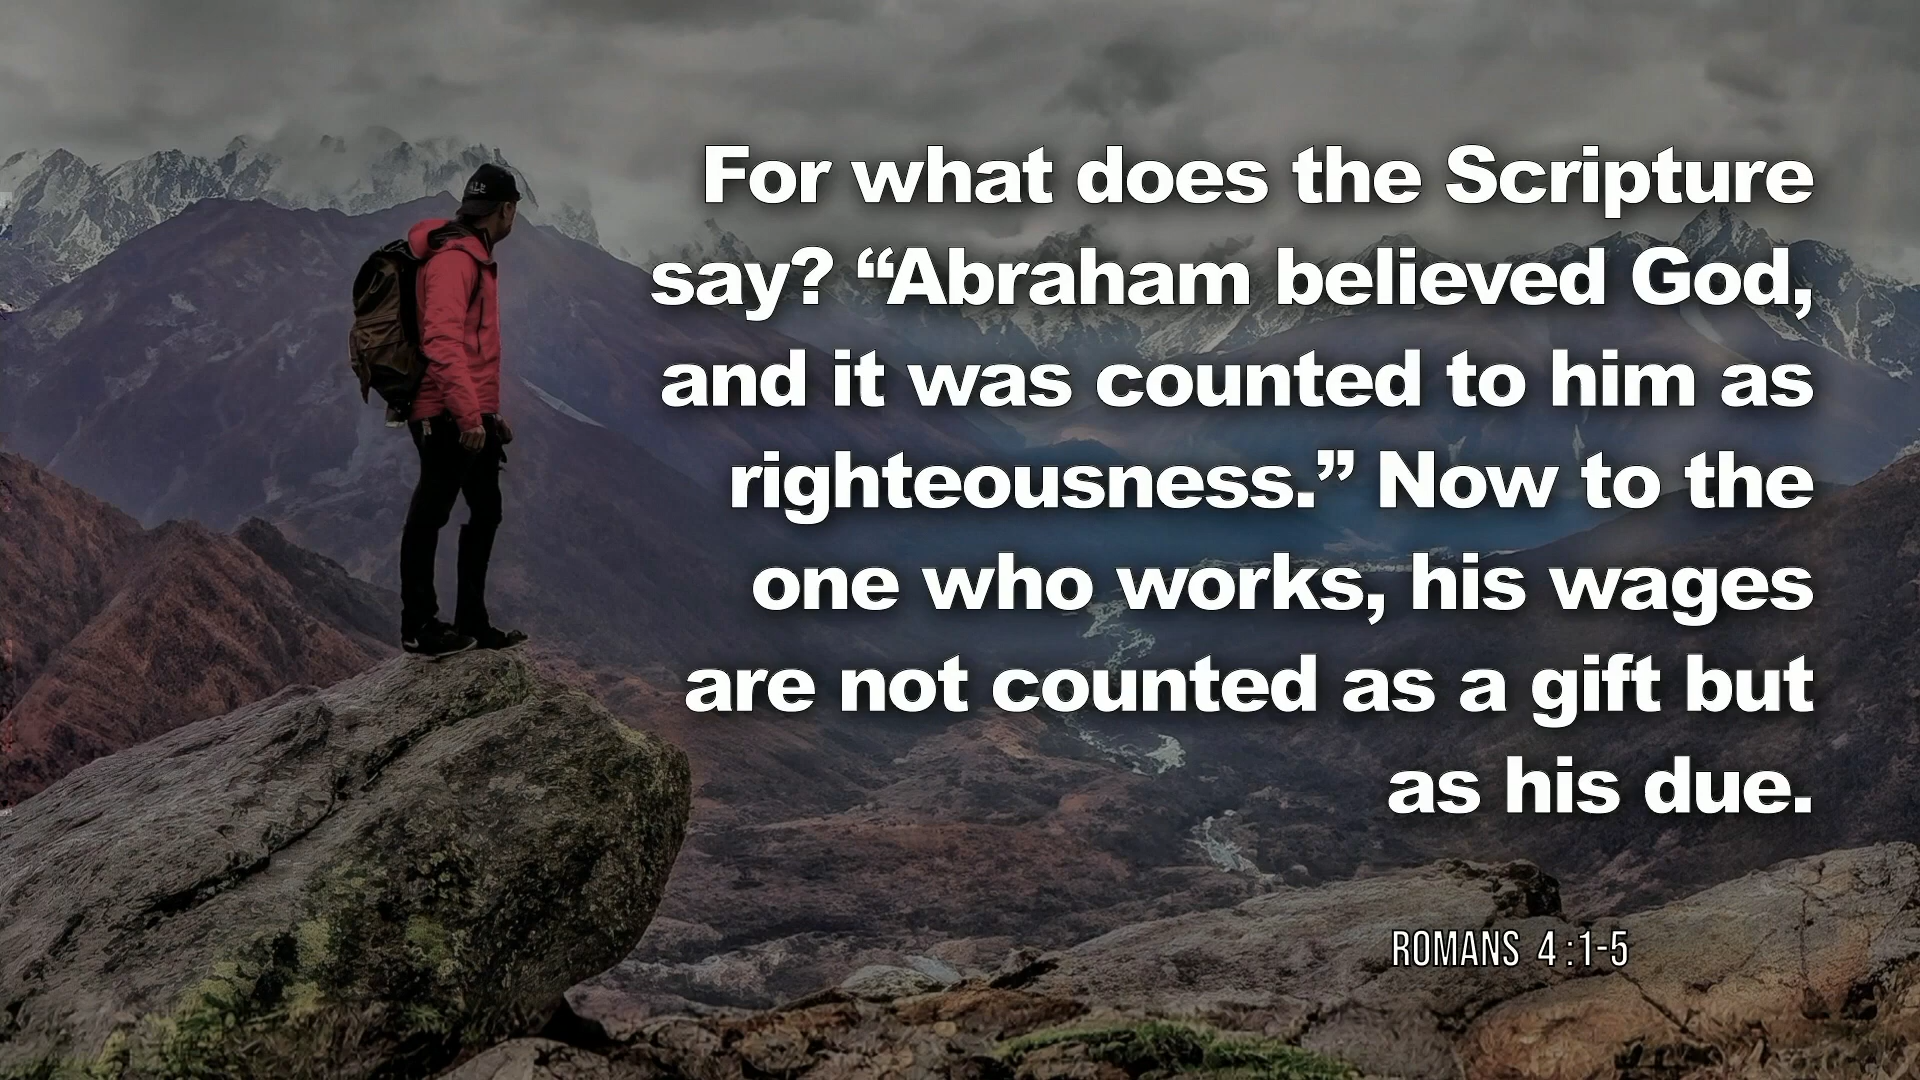 For what does the Scripture
say? “Abraham believed God,
and it was counted to him as
righteousness.” Now to the
one who works, his wages
are not counted as a gift but
as his due.
ROMANS 4:1-5